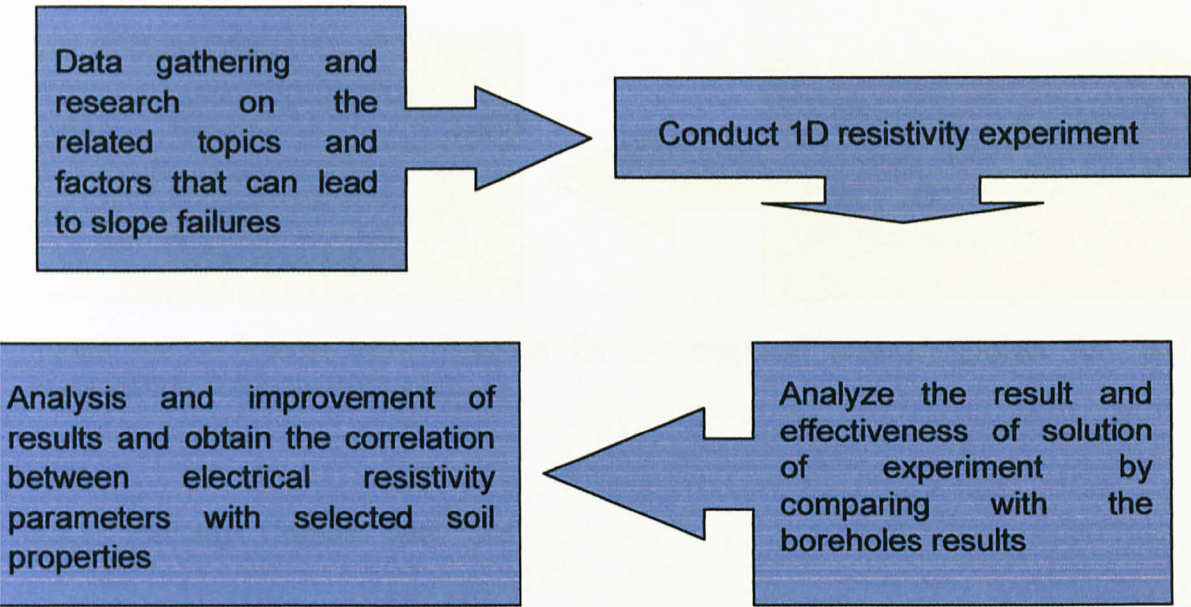 Data gathering and
research on the
related topics and
factors that can lead
to slope failures
Conduct 1D resistivity experiment
Analyze the result and
effectiveness of solution
of experiment by
comparing with the
boreholes results
Analysis and improvement of
results and obtain the correlation
between electrical resistivity
parameters with selected soil
properties